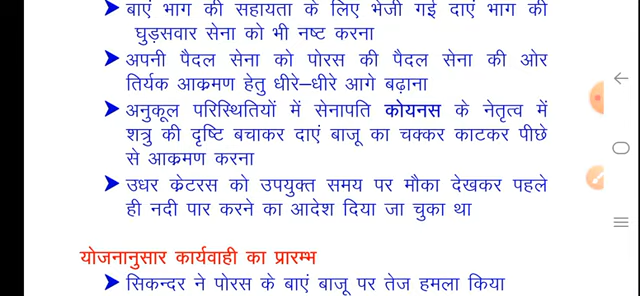 ➤ बाएं भाग की सहायता के लिए भेजी गई दाएं भाग की
घुड़सवार सेना को भी नष्ट करना
➤ अपनी पैदल सेना को पोरस की पैदल सेना की ओर
तिर्यक आक्रमण हेतु धीरे–धीरे आगे बढ़ाना
➤ अनुकूल परिस्थितियों में सेनापति कोयनस के नेतृत्व में
शत्रु की दृष्टि बचाकर दाएं बाजू का चक्कर काटकर पीछे
से आक्रमण करना
➤ उधर क्रेटरस को उपयुक्त समय पर मौका देखकर पहले
ही नदी पार करने का आदेश दिया जा चुका था
योजनानुसार कार्यवाही का प्रारम्भ
➤ सिकन्दर ने पोरस के बाएं बाजू पर तेज हमला किया